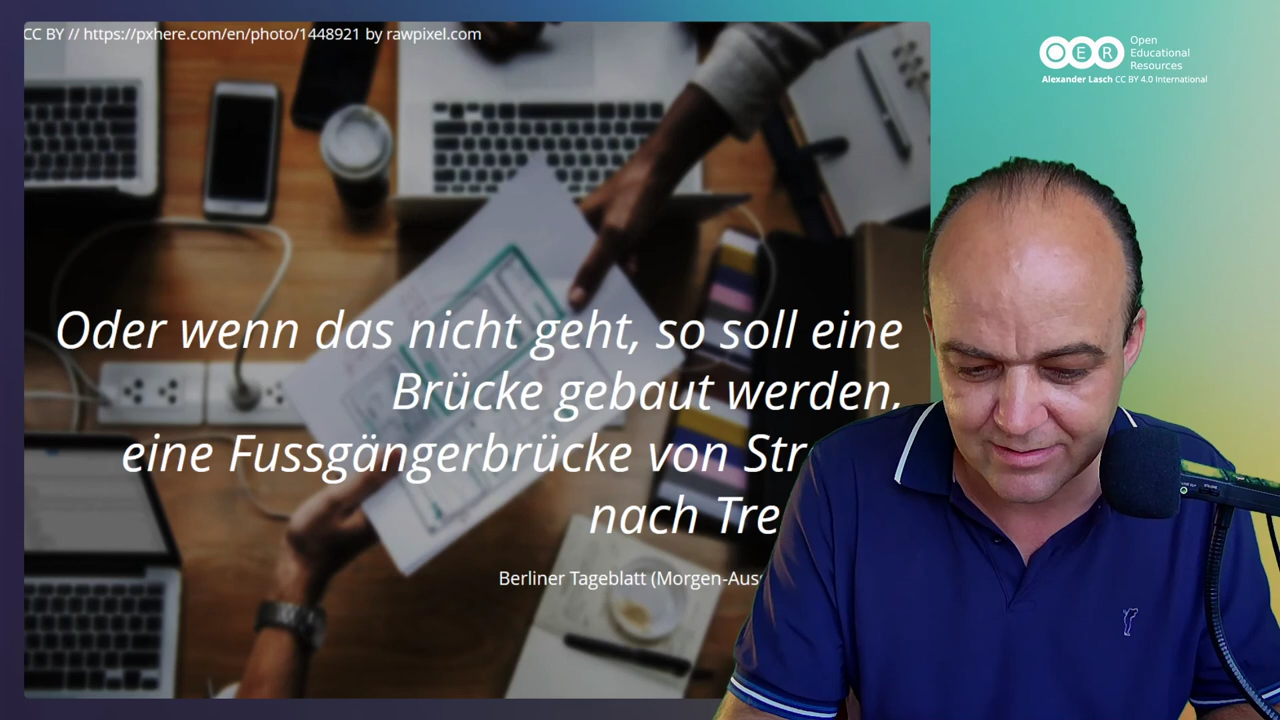 CC BY // https://pxhere.com/en/photo/1448921 by rawpixel.com
Open
Educational
Resources
OER
Alexander Lasch CC BY 4.0 International
Oder wenn das nicht geht, so soll eine
Brücke gebaut werden,
eine Fussgängerbrücke von
nach
Berliner Tageblatt